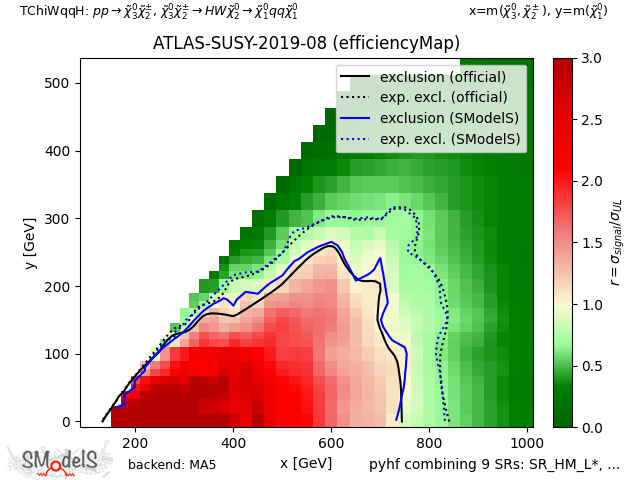 TChiWqqH: pp → χ̃⁰₃χ̃±₂, χ̃⁰₃χ̃±₂ → HWχ̃⁰₂ → χ̃⁰₁qqχ̃⁰₁ x=m(χ̃⁰₃, χ̃±₂), y=m(χ̃⁰₁)
ATLAS-SUSY-2019-08 (efficiencyMap)
exclusion (official)
exp. excl. (official)
exclusion (SModelS)
exp. excl. (SModelS)
500
400
300
200
100
0
y [GeV]
200 400 600 800 1000
x [GeV]
3.0
2.5
2.0
1.5
1.0
0.5
0.0
r = σsignal/σUL
SModelS
backend: MA5
pyhf combining 9 SRs: SR_HM_L*, ...